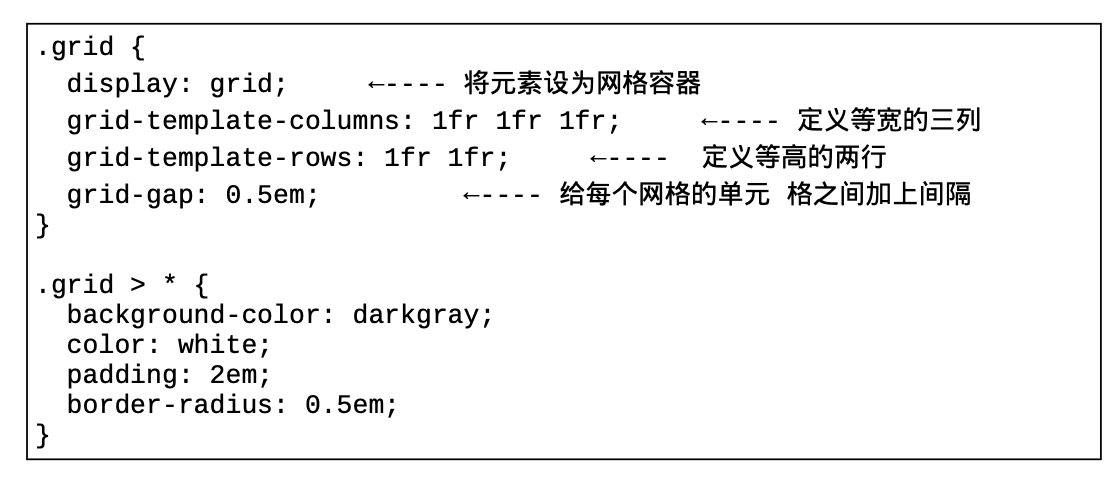 .grid {
  display: grid;     ←---- 将元素设为网格容器
  grid-template-columns: 1fr 1fr 1fr;     ←---- 定义等宽的三列
  grid-template-rows: 1fr 1fr;     ←----  定义等高的两行
  grid-gap: 0.5em;         ←---- 给每个网格的单元 格之间加上间隔
}

.grid > * {
  background-color: darkgray;
  color: white;
  padding: 2em;
  border-radius: 0.5em;
}